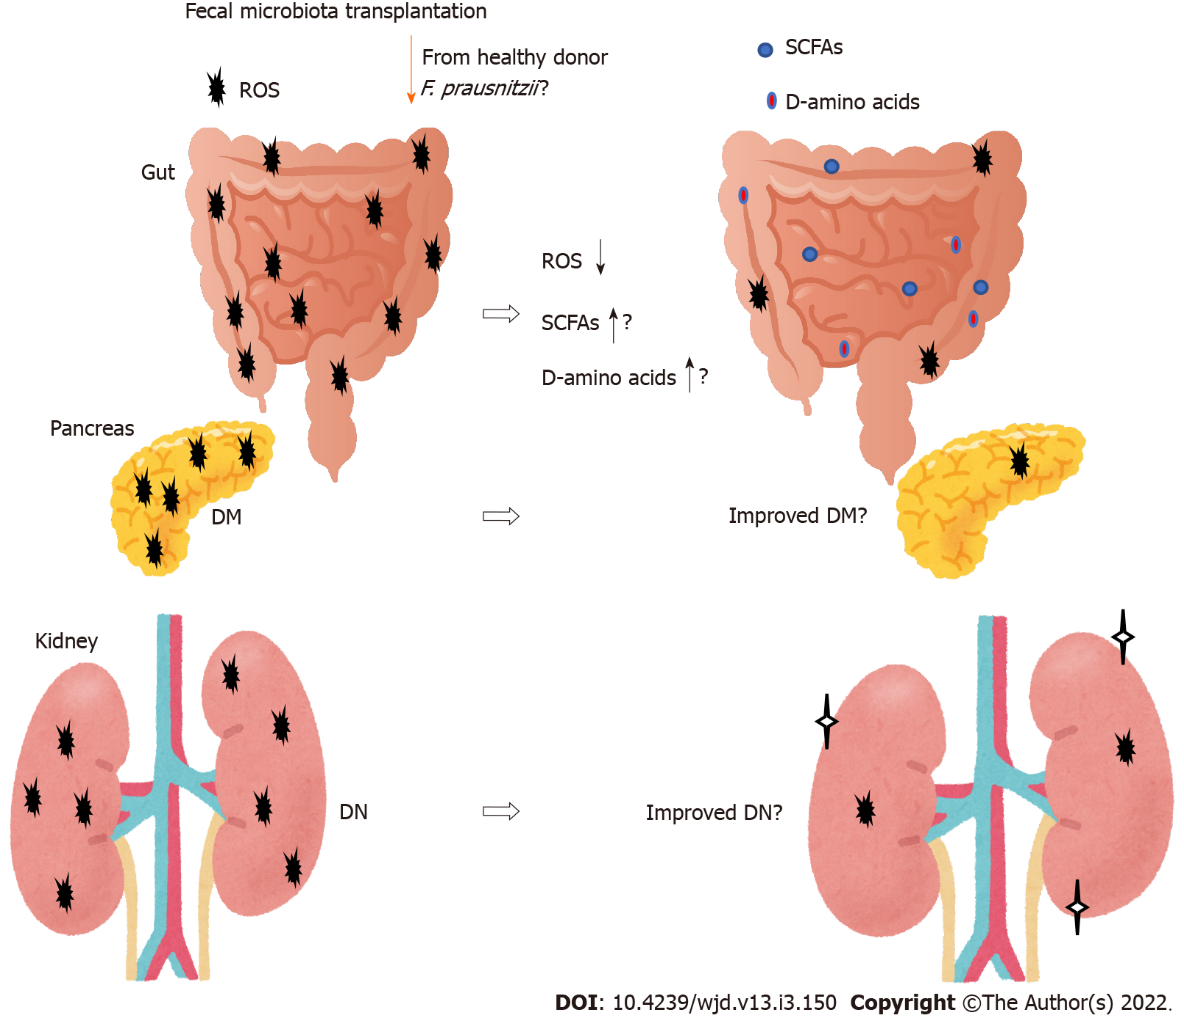 Fecal microbiota transplantation
From healthy donor
F. prausnitzii?
ROS
SCFAs
D-amino acids
Gut
ROS ↓
SCFAs ↑?
D-amino acids ↑?
Pancreas
DM
Improved DM?
Kidney
DN
Improved DN?
DOI: 10.4239/wjd.v13.i3.150 Copyright ©The Author(s) 2022.